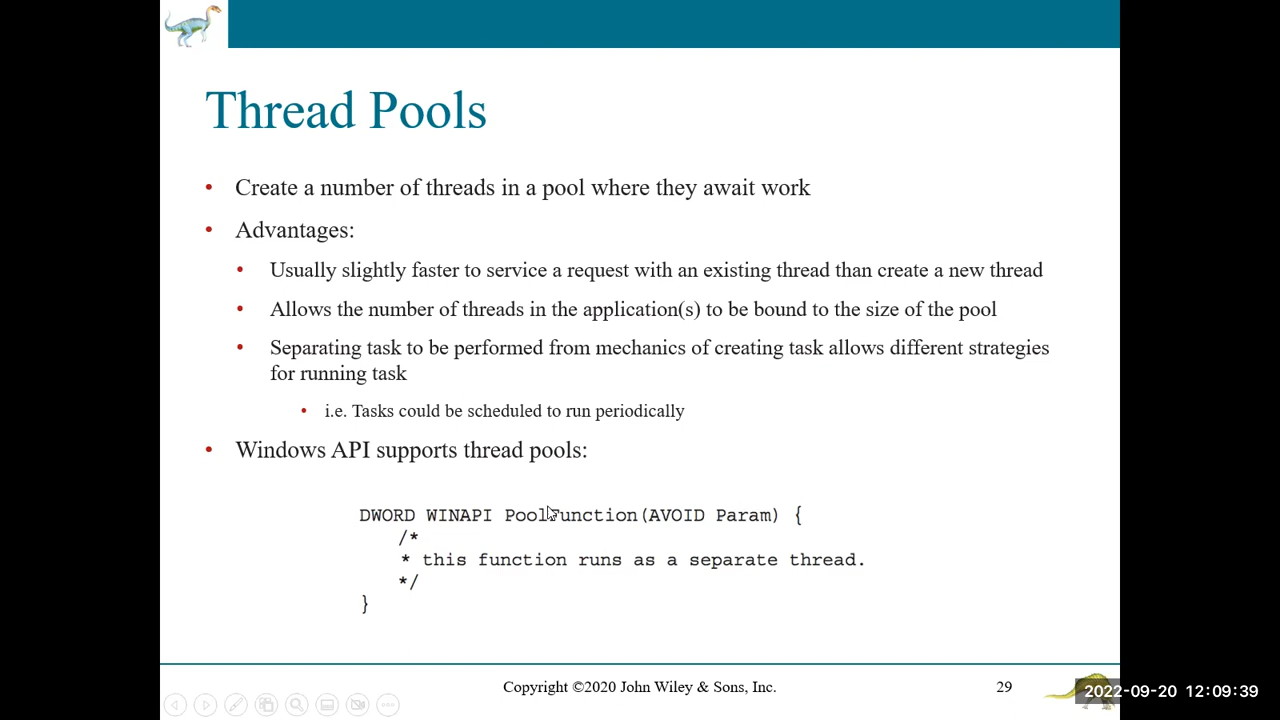 Thread Pools
• Create a number of threads in a pool where they await work
• Advantages:
• Usually slightly faster to service a request with an existing thread than create a new thread
• Allows the number of threads in the application(s) to be bound to the size of the pool
• Separating task to be performed from mechanics of creating task allows different strategies
for running task
• i.e. Tasks could be scheduled to run periodically
• Windows API supports thread pools:
DWORD WINAPI PoolFunction(AVOID Param) {
/*
* this function runs as a separate thread.
*/
}
Copyright ©2020 John Wiley & Sons, Inc.
29
2022-09-20 12:09:39